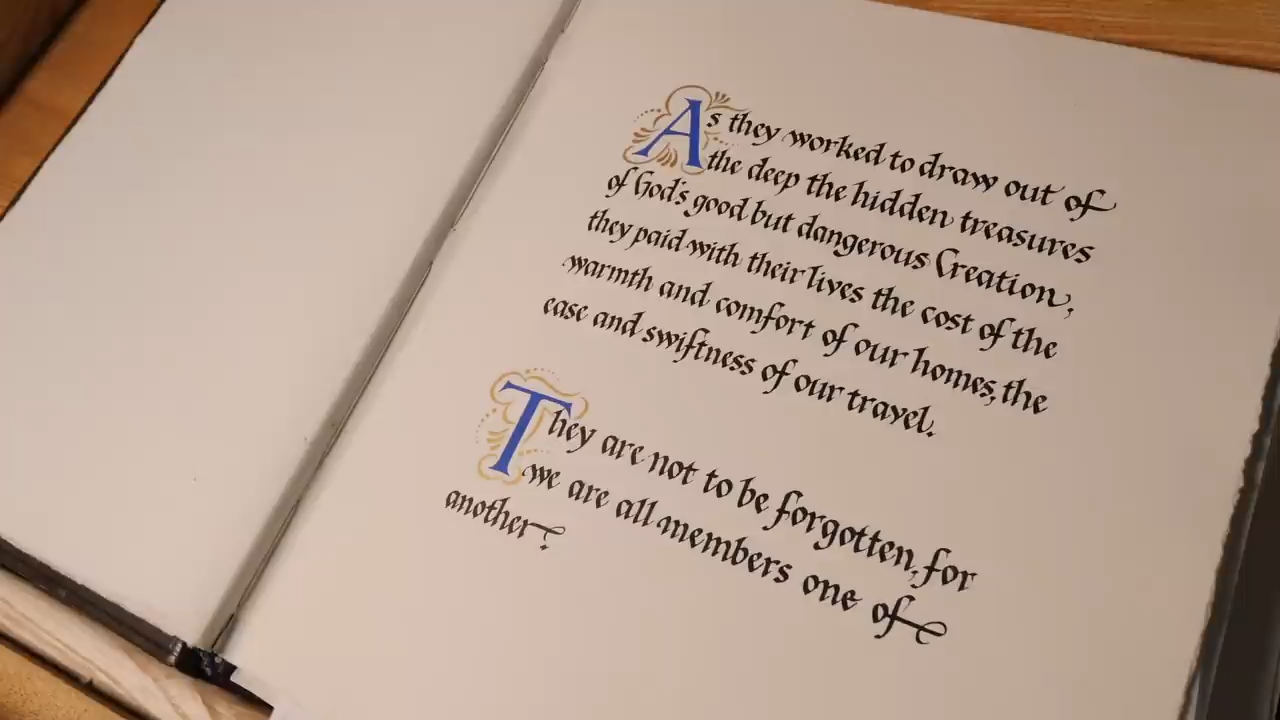 As they worked to draw out of
the deep the hidden treasures
of God's good but dangerous Creation,
they paid with their lives the cost of the
warmth and comfort of our homes, the
ease and swiftness of our travel.
They are not to be forgotten, for
we are all members one of
another.